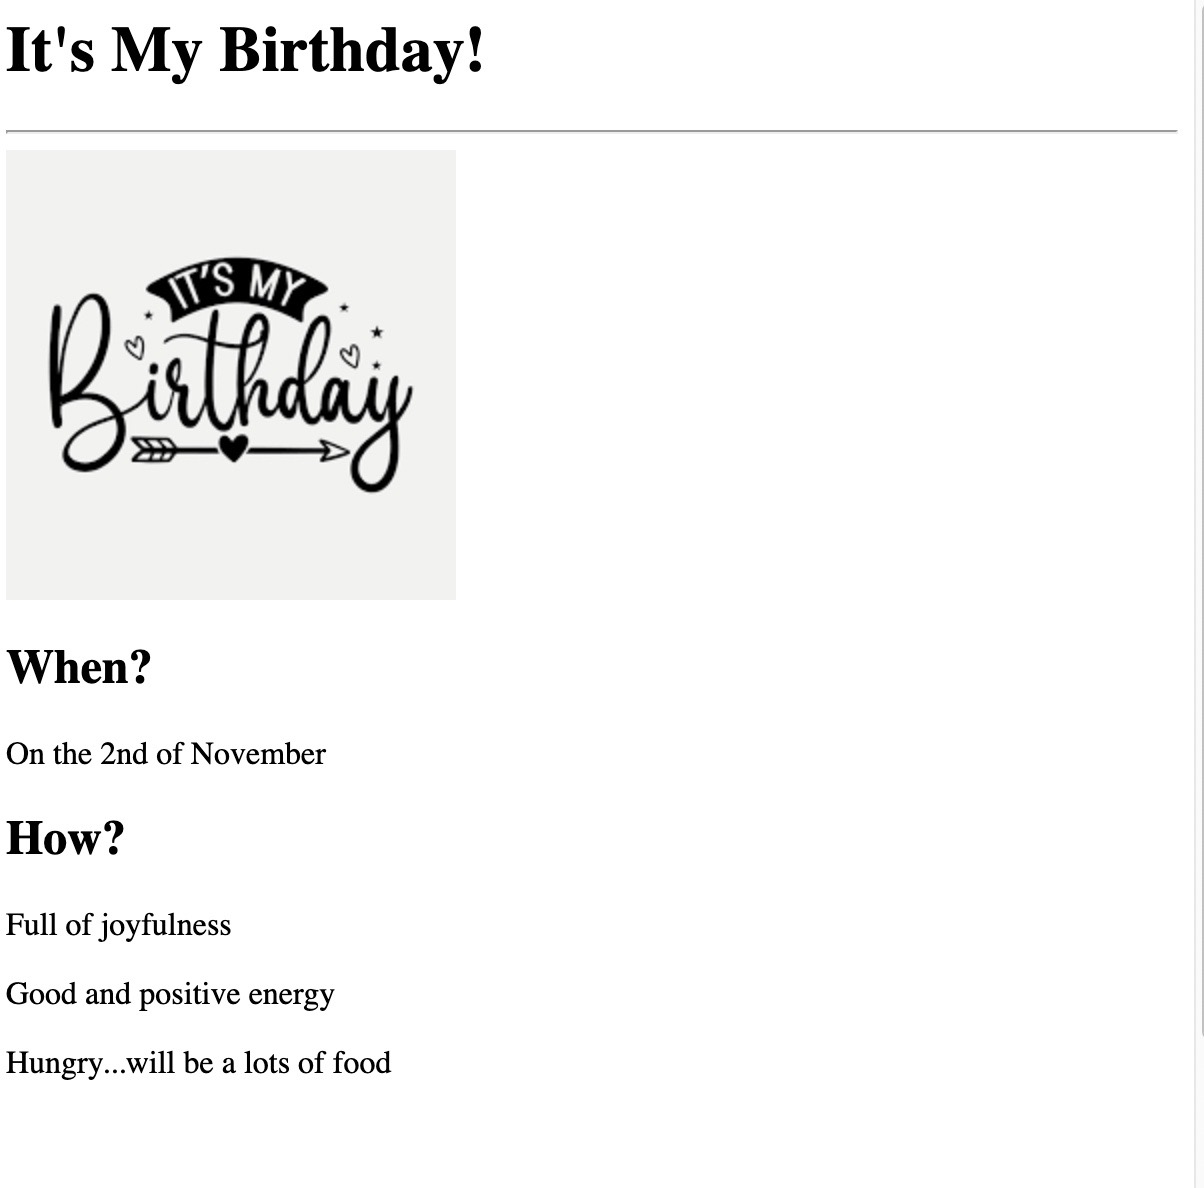 It's My Birthday!
IT'S MY
Birthday
When?
On the 2nd of November
How?
Full of joyfulness
Good and positive energy
Hungry...will be a lots of food